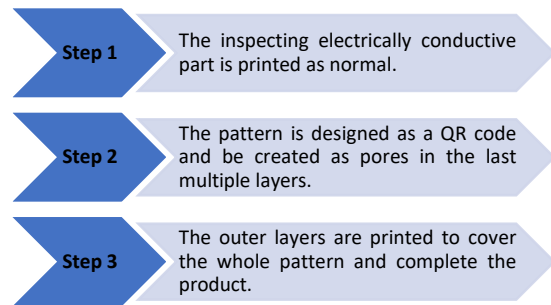 Step 1
The inspecting electrically conductive
part is printed as normal.
Step 2
The pattern is designed as a QR code
and be created as pores in the last
multiple layers.
Step 3
The outer layers are printed to cover
the whole pattern and complete the
product.